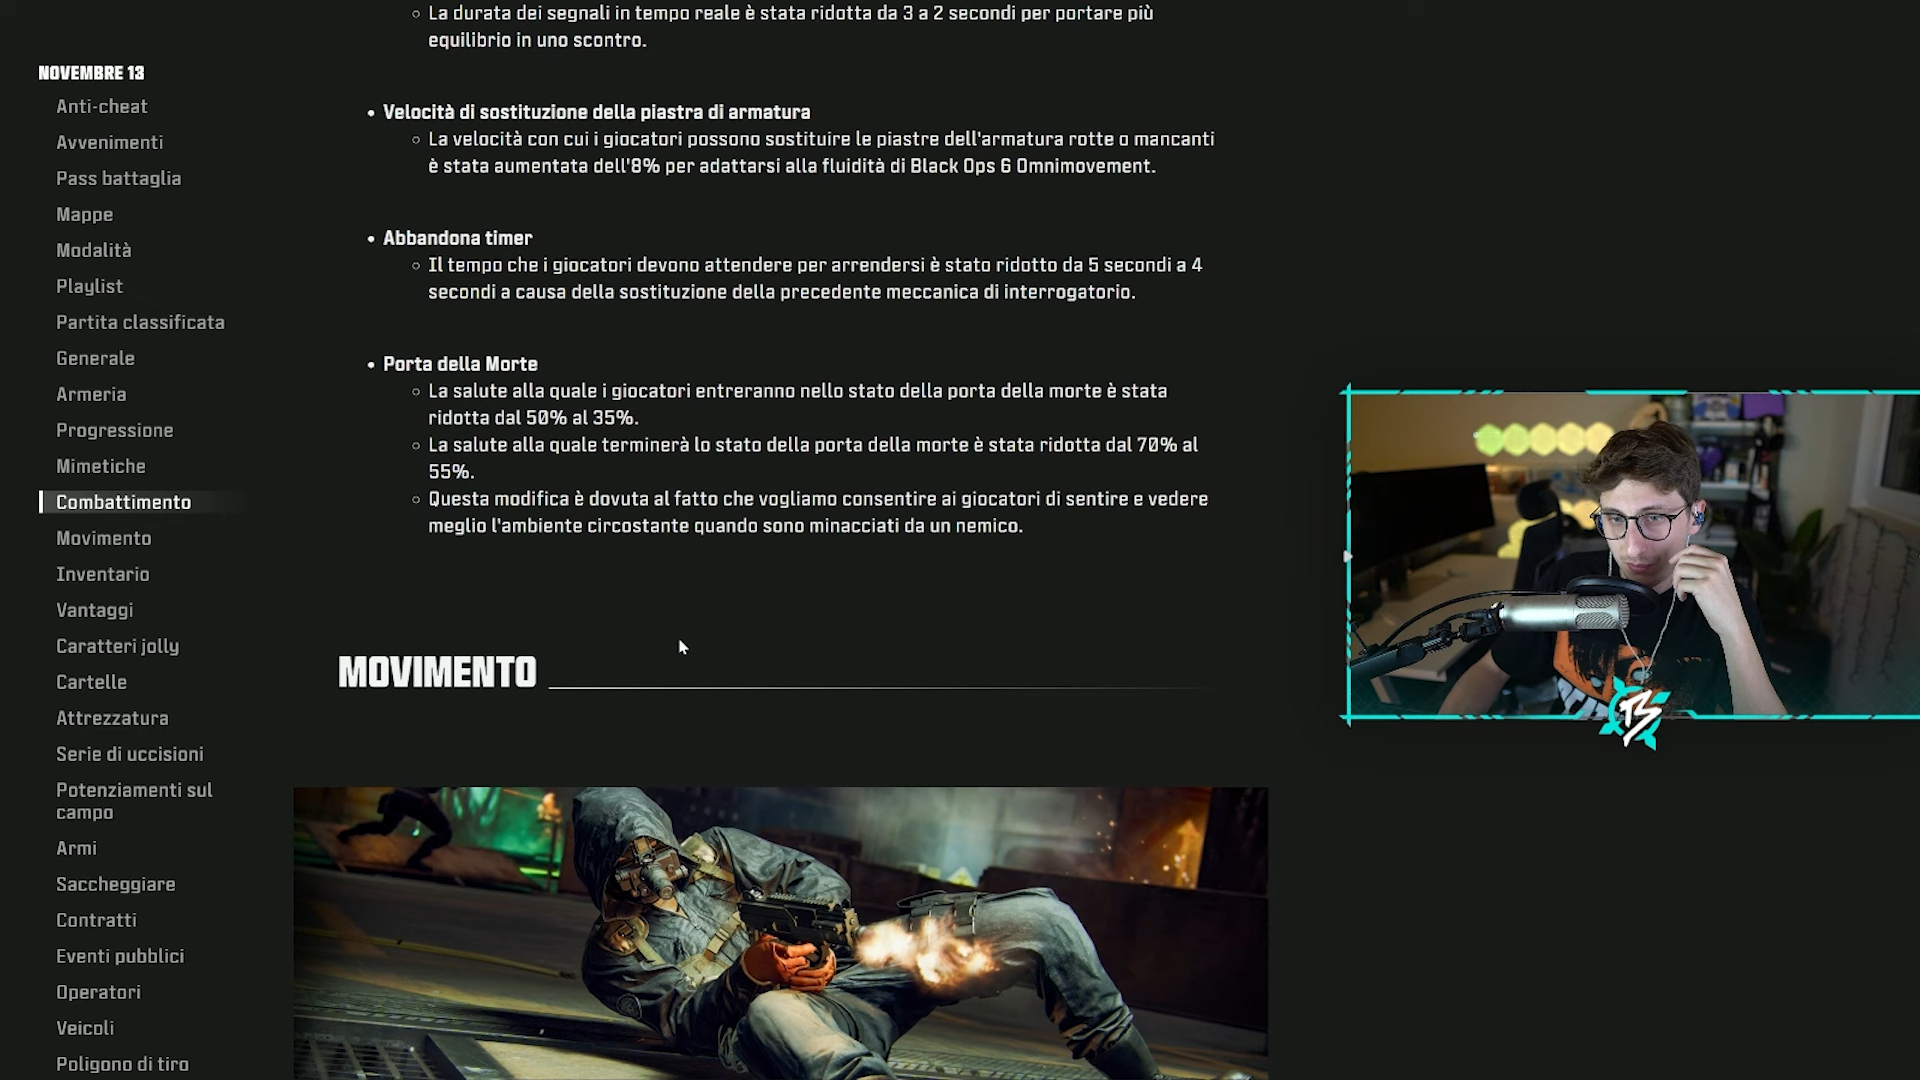 NOVEMBRE 13
Anti-cheat
Avvenimenti
Pass battaglia
Mappe
Modalità
Playlist
Partita classificata
Generale
Armeria
Progressione
Mimetiche
Combattimento
Movimento
Inventario
Vantaggi
Caratteri jolly
Cartelle
Attrezzatura
Serie di uccisioni
Potenziamenti sul
campo
Armi
Saccheggiare
Contratti
Eventi pubblici
Operatori
Veicoli
Poligono di tiro
La durata dei segnali in tempo reale è stata ridotta da 3 a 2 secondi per portare più
equilibrio in uno scontro.
Velocità di sostituzione della piastra di armatura
La velocità con cui i giocatori possono sostituire le piastre dell'armatura rotte o mancanti
è stata aumentata dell'8% per adattarsi alla fluidità di Black Ops 6 Omnimovement.
Abbandona timer
Il tempo che i giocatori devono attendere per arrendersi è stato ridotto da 5 secondi a 4
secondi a causa della sostituzione della precedente meccanica di interrogatorio.
Porta della Morte
La salute alla quale i giocatori entreranno nello stato della porta della morte è stata
ridotta dal 50% al 35%.
La salute alla quale terminerà lo stato della porta della morte è stata ridotta dal 70% al
55%.
Questa modifica è dovuta al fatto che vogliamo consentire ai giocatori di sentire e vedere
meglio l'ambiente circostante quando sono minacciati da un nemico.
MOVIMENTO